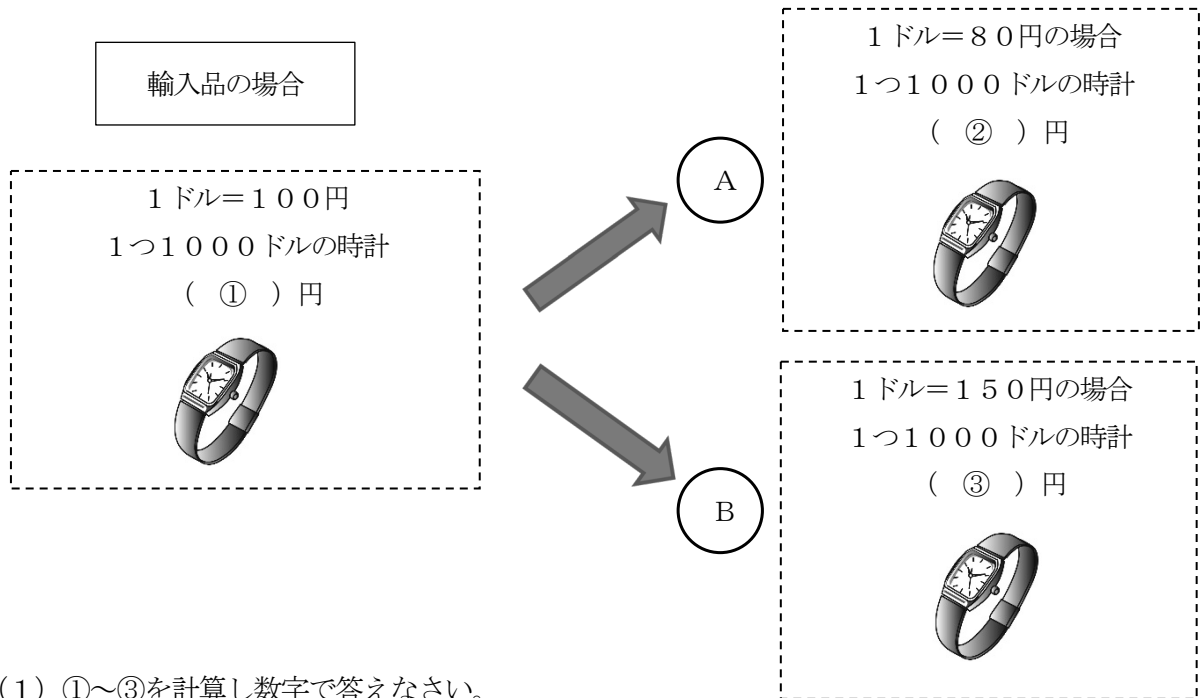 輸入品の場合
1ドル=100円
1つ1000ドルの時計
( ① )円
A
1ドル=80円の場合
1つ1000ドルの時計
( ② )円
B
1ドル=150円の場合
1つ1000ドルの時計
( ③ )円
(1)①~③を計算し数字で答えなさい。